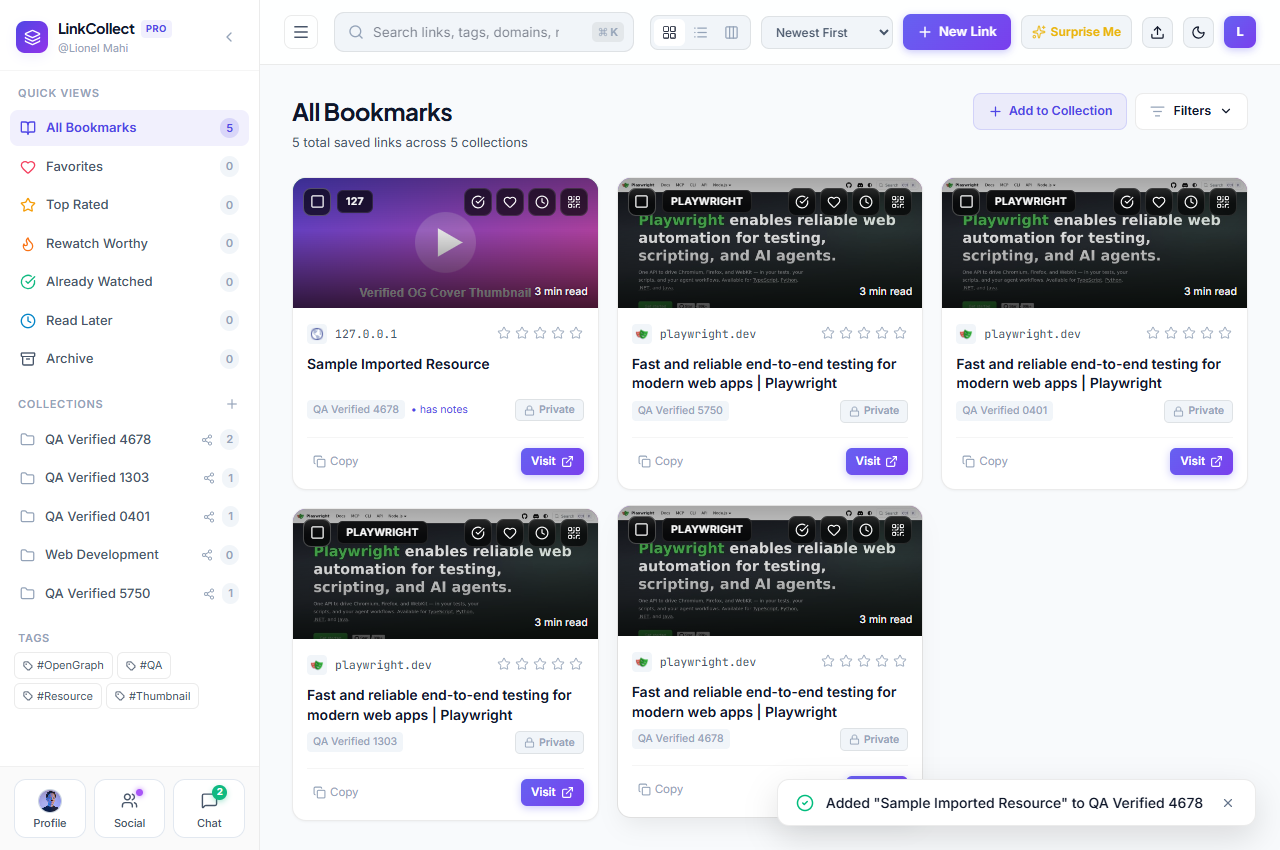 LinkCollect PRO
@Lionel Mahi
Search links, tags, domains, r
⌘ K
Newest First
+ New Link
Surprise Me
L
QUICK VIEWS
All Bookmarks 5
Favorites 0
Top Rated 0
Rewatch Worthy 0
Already Watched 0
Read Later 0
Archive 0
COLLECTIONS +
QA Verified 4678 2
QA Verified 1303 1
QA Verified 0401 1
Web Development 0
QA Verified 5750 1
TAGS
#OpenGraph #QA
#Resource #Thumbnail
Profile
Social
Chat 2
All Bookmarks
5 total saved links across 5 collections
+ Add to Collection
Filters
127
Verified OG Cover Thumbnail 3 min read
127.0.0.1
Sample Imported Resource
QA Verified 4678 • has notes Private
Copy Visit
PLAYWRIGHT
Playwright enables reliable web
automation for testing,
scripting, and AI agents.
3 min read
playwright.dev
Fast and reliable end-to-end testing for
modern web apps | Playwright
QA Verified 5750 Private
Copy Visit
PLAYWRIGHT
Playwright enables reliable web
automation for testing,
scripting, and AI agents.
3 min read
playwright.dev
Fast and reliable end-to-end testing for
modern web apps | Playwright
QA Verified 0401 Private
Copy Visit
PLAYWRIGHT
Playwright enables reliable web
automation for testing,
scripting, and AI agents.
3 min read
playwright.dev
Fast and reliable end-to-end testing for
modern web apps | Playwright
QA Verified 1303 Private
Copy Visit
PLAYWRIGHT
Playwright enables reliable web
automation for testing,
scripting, and AI agents.
3 min read
playwright.dev
Fast and reliable end-to-end testing for
modern web apps | Playwright
QA Verified 4678 Private
Copy
Added "Sample Imported Resource" to QA Verified 4678